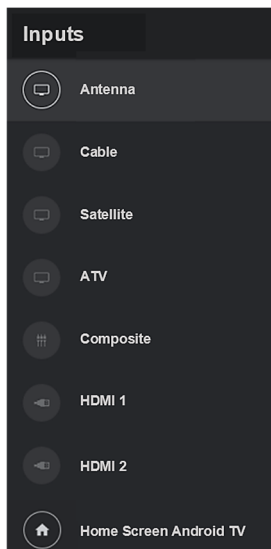 Inputs
Antenna
Cable
Satellite
ATV
Composite
HDMI 1
HDMI 2
Home Screen Android TV